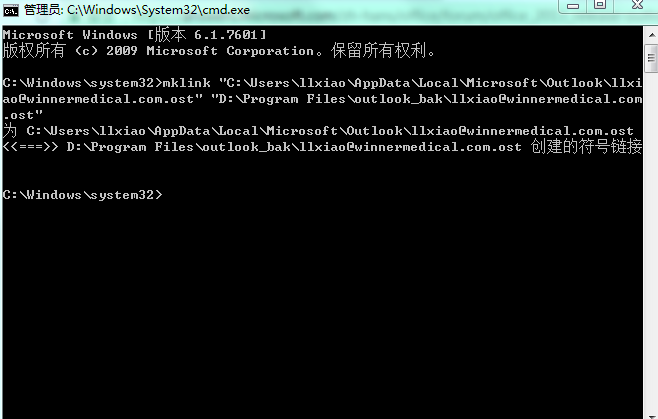 管理员: C:\Windows\System32\cmd.exe
Microsoft Windows [版本 6.1.7601]
版权所有 (c) 2009 Microsoft Corporation。保留所有权利。
C:\Windows\system32>mklink "C:\Users\llxiao\AppData\Local\Microsoft\Outlook\llxi
ao@winnermedical.com.ost" "D:\Program Files\outlook_bak\llxiao@winnermedical.com
.ost"
为 C:\Users\llxiao\AppData\Local\Microsoft\Outlook\llxiao@winnermedical.com.ost
<<===>> D:\Program Files\outlook_bak\llxiao@winnermedical.com.ost 创建的符号链接
C:\Windows\system32>